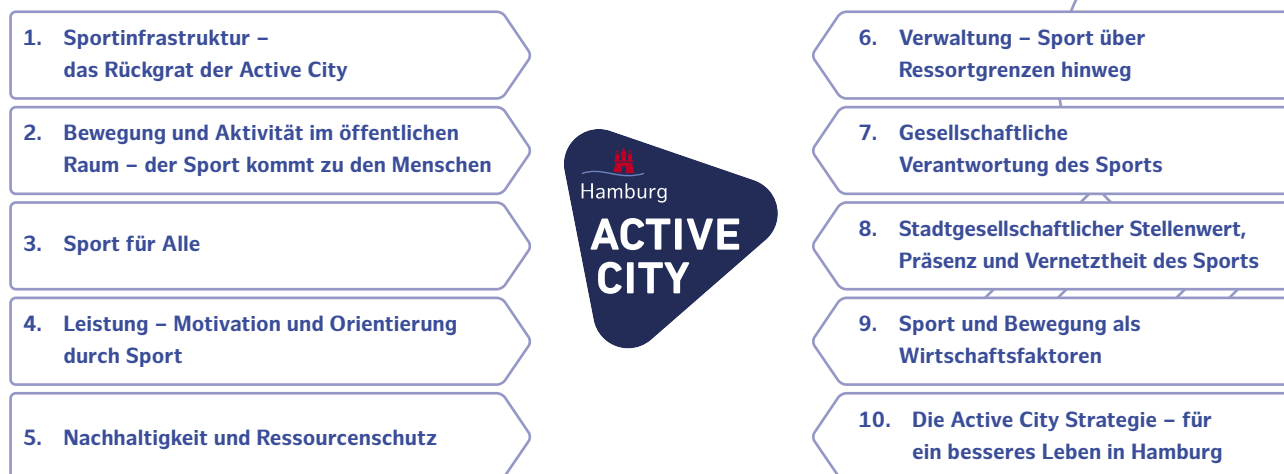 1. Sportinfrastruktur –
das Rückgrat der Active City
2. Bewegung und Aktivität im öffentlichen
Raum – der Sport kommt zu den Menschen
3. Sport für Alle
4. Leistung – Motivation und Orientierung
durch Sport
5. Nachhaltigkeit und Ressourcenschutz
Hamburg
ACTIVE
CITY
6. Verwaltung – Sport über
Ressortgrenzen hinweg
7. Gesellschaftliche
Verantwortung des Sports
8. Stadtgesellschaftlicher Stellenwert,
Präsenz und Vernetztheit des Sports
9. Sport und Bewegung als
Wirtschaftsfaktoren
10. Die Active City Strategie – für
ein besseres Leben in Hamburg